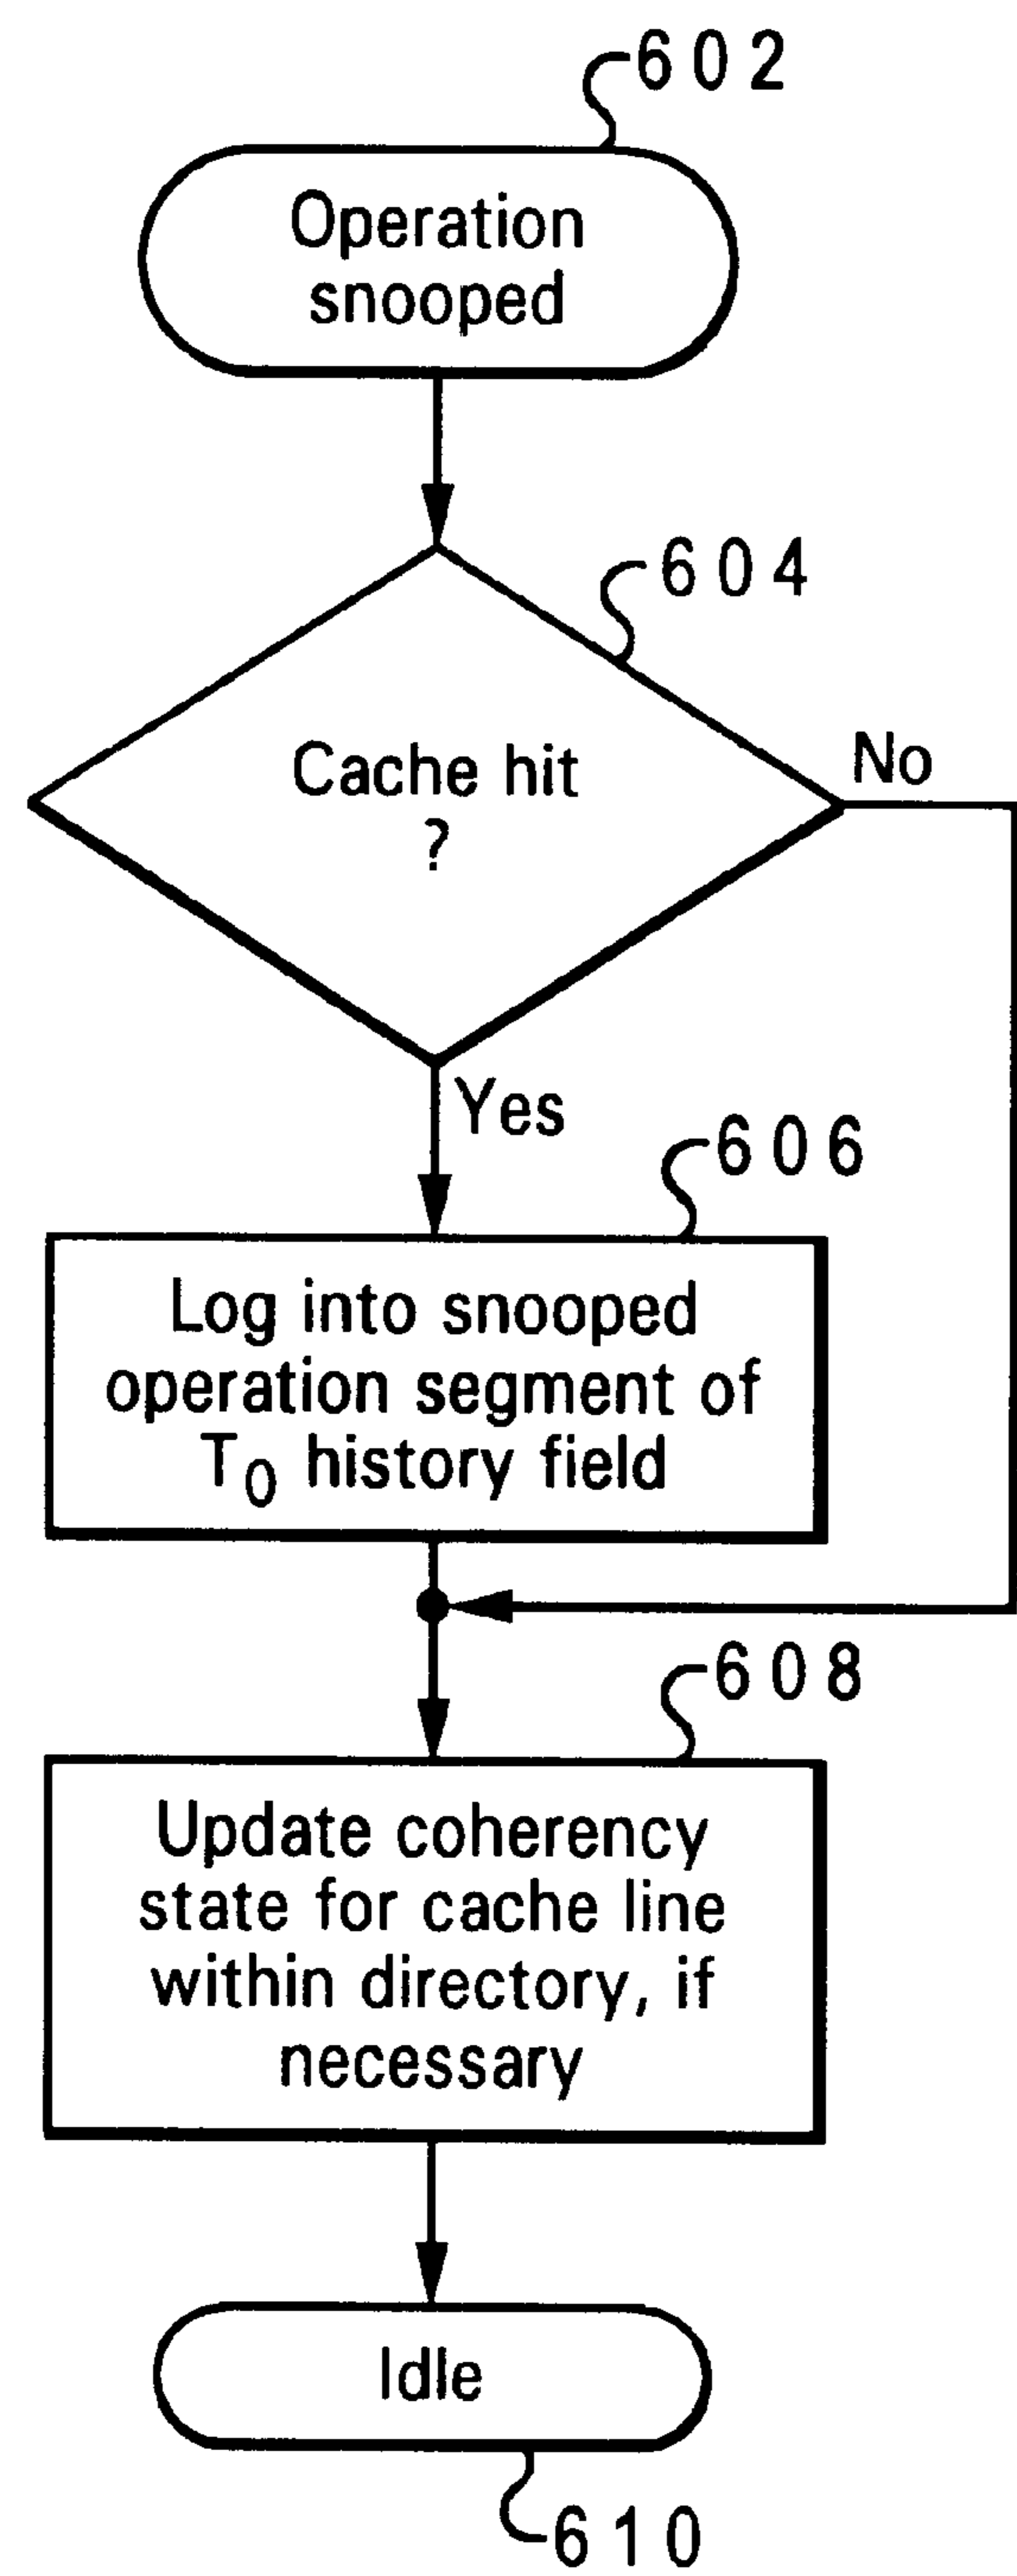 602
Operation
snooped
604
Cache hit
?
No
Yes
606
Log into snooped
operation segment of
T0 history field
608
Update coherency
state for cache line
within directory, if
necessary
Idle
610